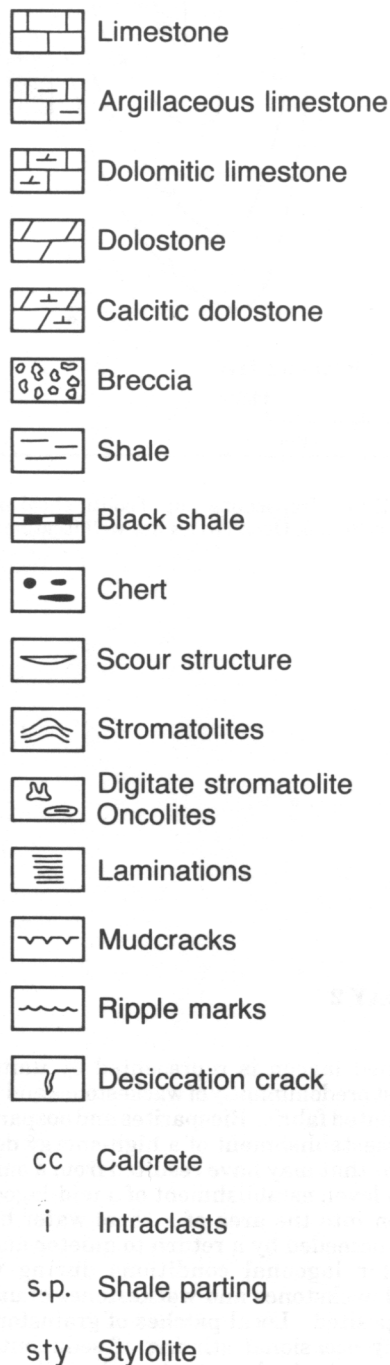 Limestone
Argillaceous limestone
Dolomitic limestone
Dolostone
Calcitic dolostone
Breccia
Shale
Black shale
Chert
Scour structure
Stromatolites
Digitate stromatolite
Oncolites
Laminations
Mudcracks
Ripple marks
Desiccation crack
cc Calcrete
i Intraclasts
s.p. Shale parting
sty Stylolite